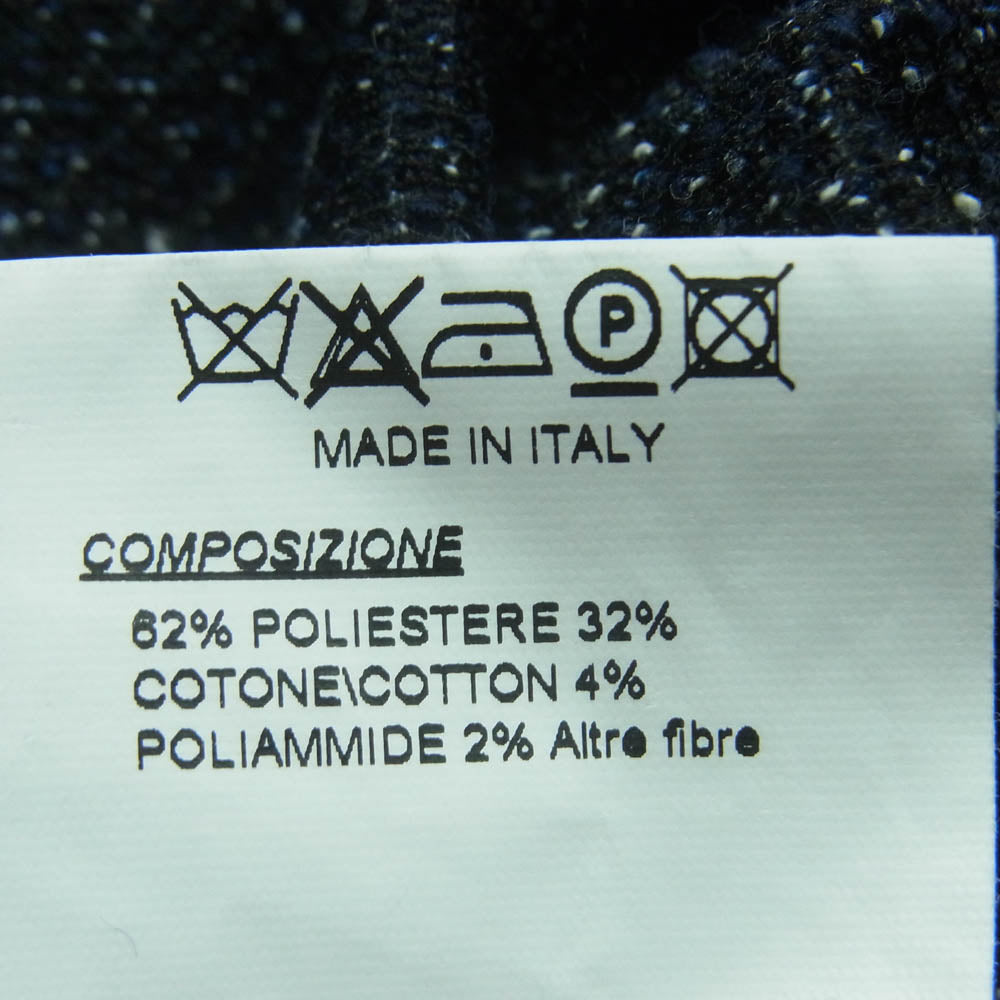 P
MADE IN ITALY
COMPOSIZIONE
62% POLIESTERE 32%
COTONE\COTTON 4%
POLIAMMIDE 2% Altre fibre